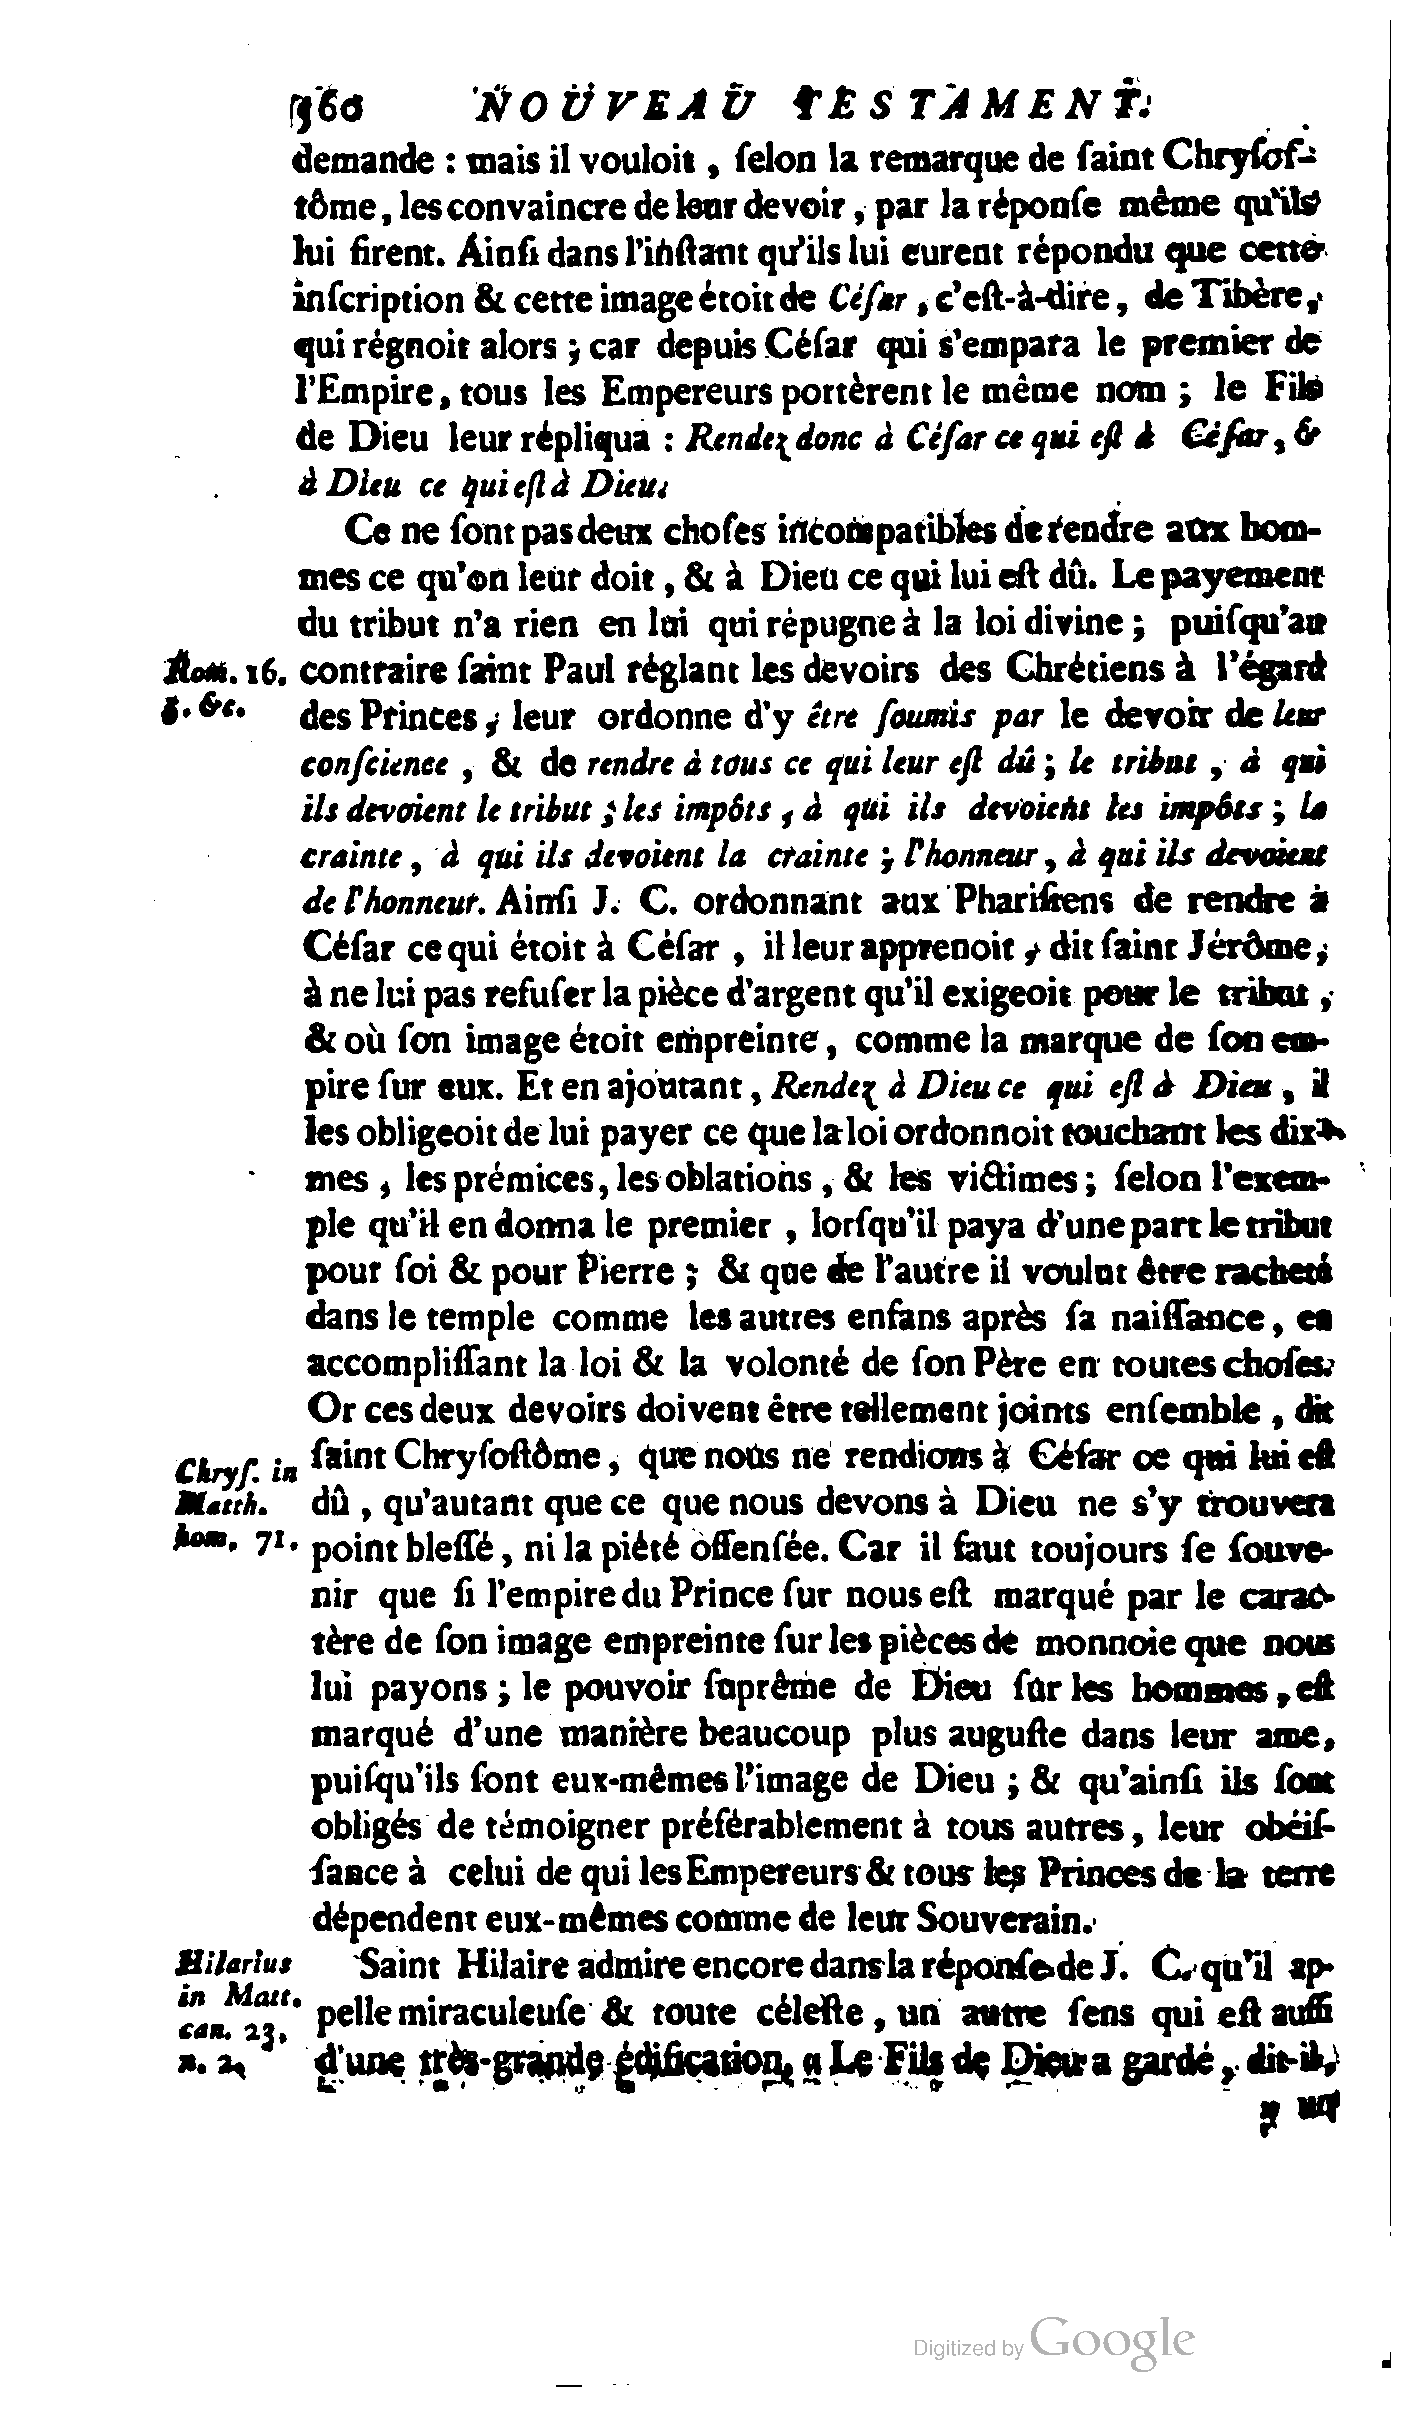 560 NOUVEAU TESTAMENT.
demande : mais il vouloit, ſelon la remarque de ſaint Chryſoſ-
tôme, les convaincre de leur devoir, par la réponſe même qu'ils
lui firent. Ainſi dans l'inſtant qu'ils lui eurent répondu que cette
inſcription & cette image étoit de Céſar, c'eſt-à-dire, de Tibère,
qui régnoit alors ; car depuis Céſar qui s'empara le premier de
l'Empire, tous les Empereurs portèrent le même nom ; le Fils
de Dieu leur répliqua : Rendez donc à Céſar ce qui eſt à Céſar, &
à Dieu ce qui eſt à Dieu.
Ce ne ſont pas deux choſes incompatibles de rendre aux hom-
mes ce qu'on leur doit, & à Dieu ce qui lui eſt dû. Le payement
du tribut n'a rien en lui qui répugne à la loi divine ; puiſqu'au
Rom. 16. contraire ſaint Paul réglant les devoirs des Chrétiens à l'égard
&c. des Princes, leur ordonne d'y être ſoumis par le devoir de leur
conſcience, & de rendre à tous ce qui leur eſt dû ; le tribut, à qui
ils devoient le tribut ; les impôts, à qui ils devoient les impôts ; la
crainte, à qui ils devoient la crainte ; l'honneur, à qui ils devoient
de l'honneur. Ainſi J. C. ordonnant aux Phariſiens de rendre à
Céſar ce qui étoit à Céſar, il leur apprenoit, dit ſaint Jérôme,
à ne lui pas refuſer la pièce d'argent qu'il exigeoit pour le tribut,
& où ſon image étoit empreinte, comme la marque de ſon em-
pire ſur eux. Et en ajoutant, Rendez à Dieu ce qui eſt à Dieu, il
les obligeoit de lui payer ce que la loi ordonnoit touchant les dix-
mes, les prémices, les oblations, & les victimes ; ſelon l'exem-
ple qu'il en donna le premier, lorſqu'il paya d'une part le tribut
pour ſoi & pour Pierre ; & que de l'autre il voulut être racheté
dans le temple comme les autres enfans après ſa naiſſance, en
accompliſſant la loi & la volonté de ſon Père en toutes choſes.
Or ces deux devoirs doivent être tellement joints enſemble, dit
Chryſ. in ſaint Chryſoſtôme, que nous ne rendions à Céſar ce qui lui eſt
Matth. dû, qu'autant que ce que nous devons à Dieu ne s'y trouvera
hom. 71. point bleſſé, ni la piété offenſée. Car il faut toujours ſe ſouve-
nir que ſi l'empire du Prince ſur nous eſt marqué par le carac-
tère de ſon image empreinte ſur les pièces de monnoie que nous
lui payons ; le pouvoir ſuprême de Dieu ſur les hommes, eſt
marqué d'une manière beaucoup plus auguſte dans leur ame,
puiſqu'ils ſont eux-mêmes l'image de Dieu ; & qu'ainſi ils ſont
obligés de témoigner préférablement à tous autres, leur obéiſ-
ſance à celui de qui les Empereurs & tous les Princes de la terre
dépendent eux-mêmes comme de leur Souverain.
Hilarius Saint Hilaire admire encore dans la réponſe de J. C. qu'il ap-
in Matt. pelle miraculeuſe & toute céleſte, un autre ſens qui eſt auſſi
can. 23.
n. 2. d'une très-grande édification. « Le Fils de Dieu a gardé, dit-il,
» un
Digitized by Google